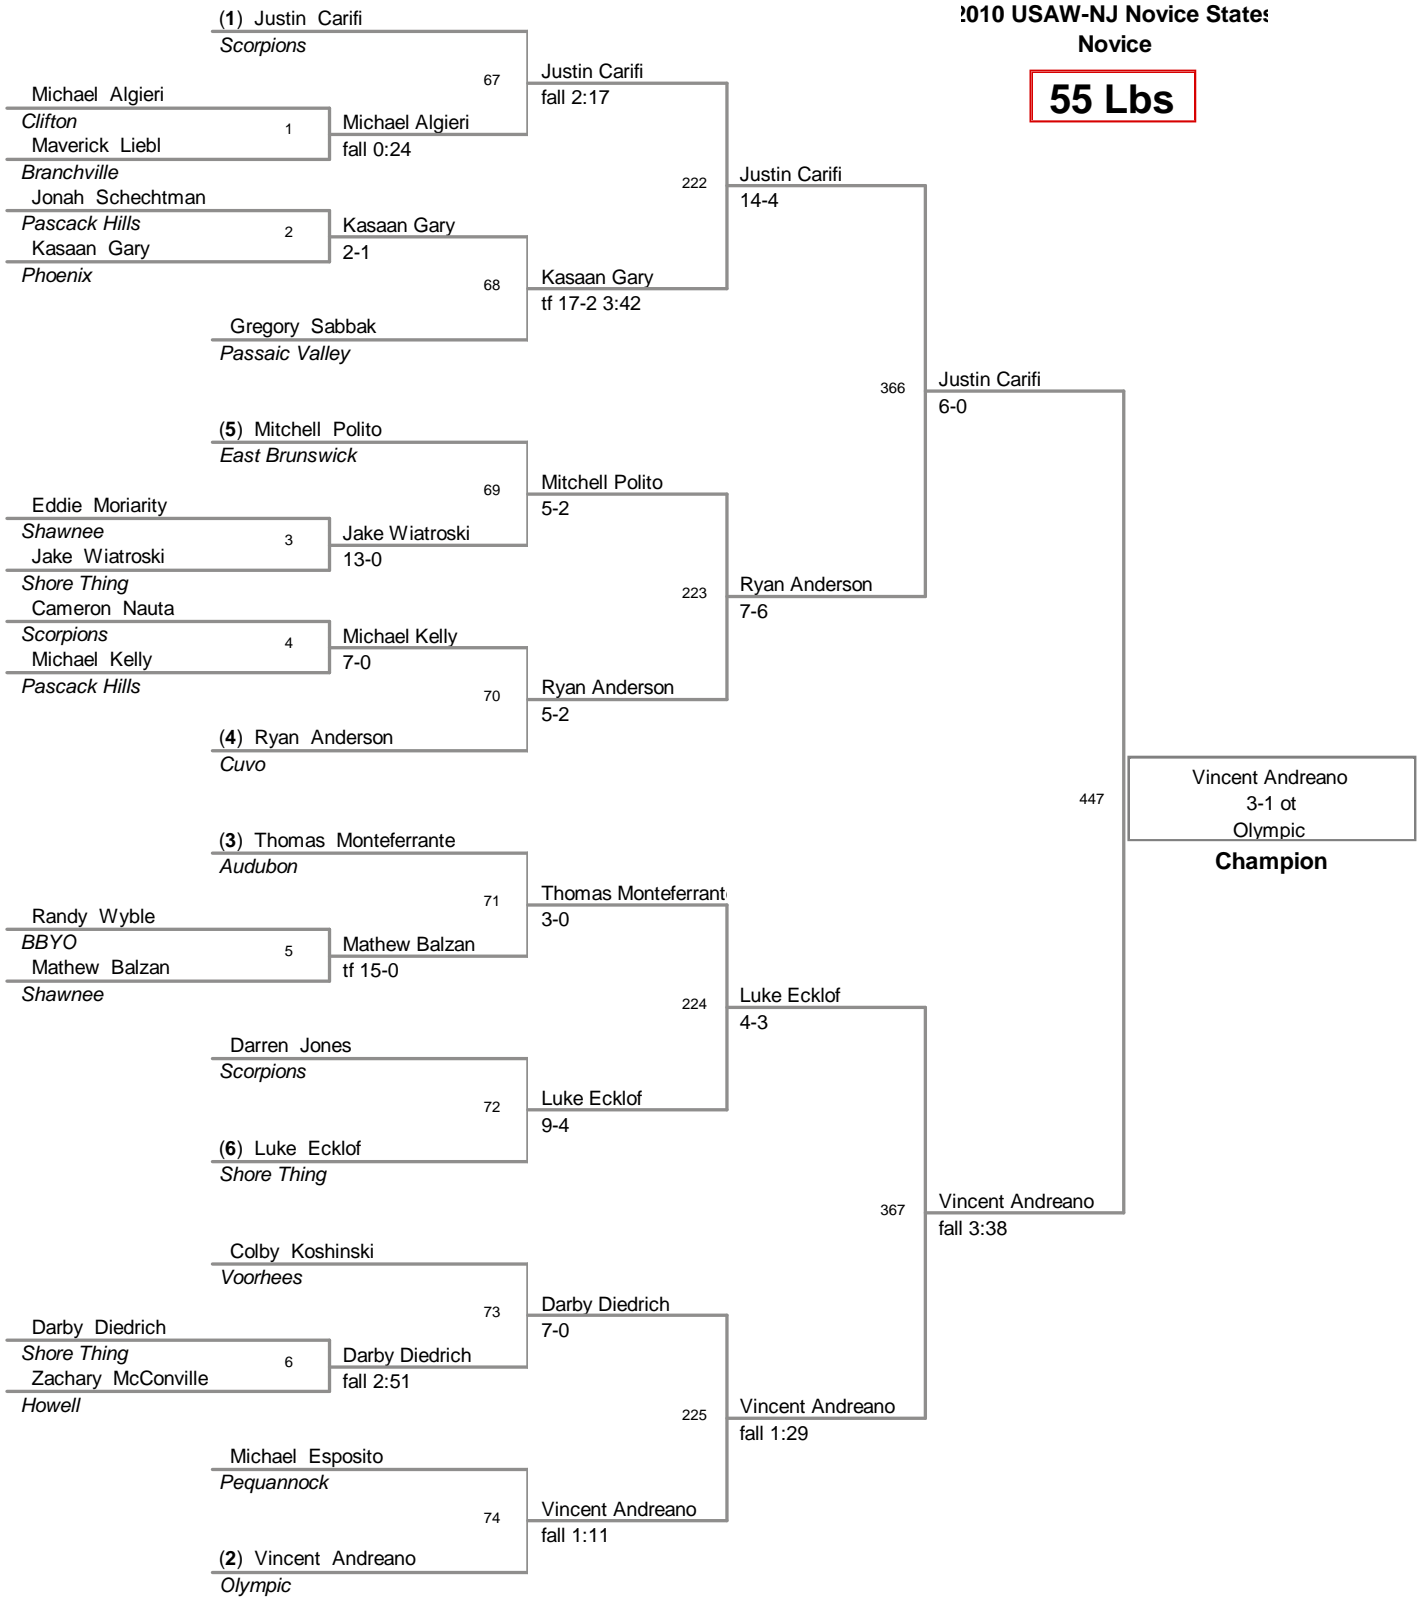 2010 USAW-NJ Novice States
Novice
55 Lbs
(1) Justin Carifi
Scorpions
67
Justin Carifi
fall 2:17
Michael Algieri
Clifton
1
Maverick Liebl
Branchville
Michael Algieri
fall 0:24
222
Justin Carifi
14-4
Jonah Schechtman
Pascack Hills
2
Kasaan Gary
Phoenix
Kasaan Gary
2-1
68
Kasaan Gary
tf 17-2 3:42
Gregory Sabbak
Passaic Valley
366
Justin Carifi
6-0
(5) Mitchell Polito
East Brunswick
69
Mitchell Polito
5-2
Eddie Moriarity
Shawnee
3
Jake Wiatroski
Shore Thing
Jake Wiatroski
13-0
223
Ryan Anderson
7-6
Cameron Nauta
Scorpions
4
Michael Kelly
Pascack Hills
Michael Kelly
7-0
70
Ryan Anderson
5-2
(4) Ryan Anderson
Cuvo
447
Vincent Andreano
3-1 ot
Olympic
Champion
(3) Thomas Monteferrante
Audubon
71
Thomas Monteferrant
3-0
Randy Wyble
BBYO
5
Mathew Balzan
Shawnee
Mathew Balzan
tf 15-0
224
Luke Ecklof
4-3
Darren Jones
Scorpions
72
Luke Ecklof
9-4
(6) Luke Ecklof
Shore Thing
367
Vincent Andreano
fall 3:38
Colby Koshinski
Voorhees
73
Darby Diedrich
7-0
Darby Diedrich
Shore Thing
6
Zachary McConville
Howell
Darby Diedrich
fall 2:51
225
Vincent Andreano
fall 1:29
Michael Esposito
Pequannock
74
Vincent Andreano
fall 1:11
(2) Vincent Andreano
Olympic